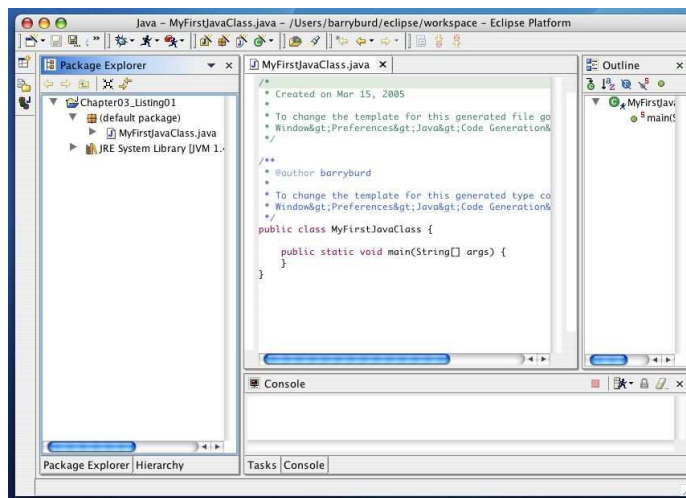 Java - MyFirstJavaClass.java - /Users/barryburd/eclipse/workspace - Eclipse Platform
Package Explorer
Chapter03_Listing01
(default package)
MyFirstJavaClass.java
JRE System Library [JVM 1.
MyFirstJavaClass.java
/*
* Created on Mar 15, 2005
*
* To change the template for this generated file go
* Window&gt;Preferences&gt;Java&gt;Code Generation&
*/
/**
* @author barryburd
*
* To change the template for this generated type co
* Window&gt;Preferences&gt;Java&gt;Code Generation&
*/
public class MyFirstJavaClass {
public static void main(String[] args) {
}
}
Outline
MyFirstJava
main(S
Console
Package Explorer Hierarchy
Tasks Console